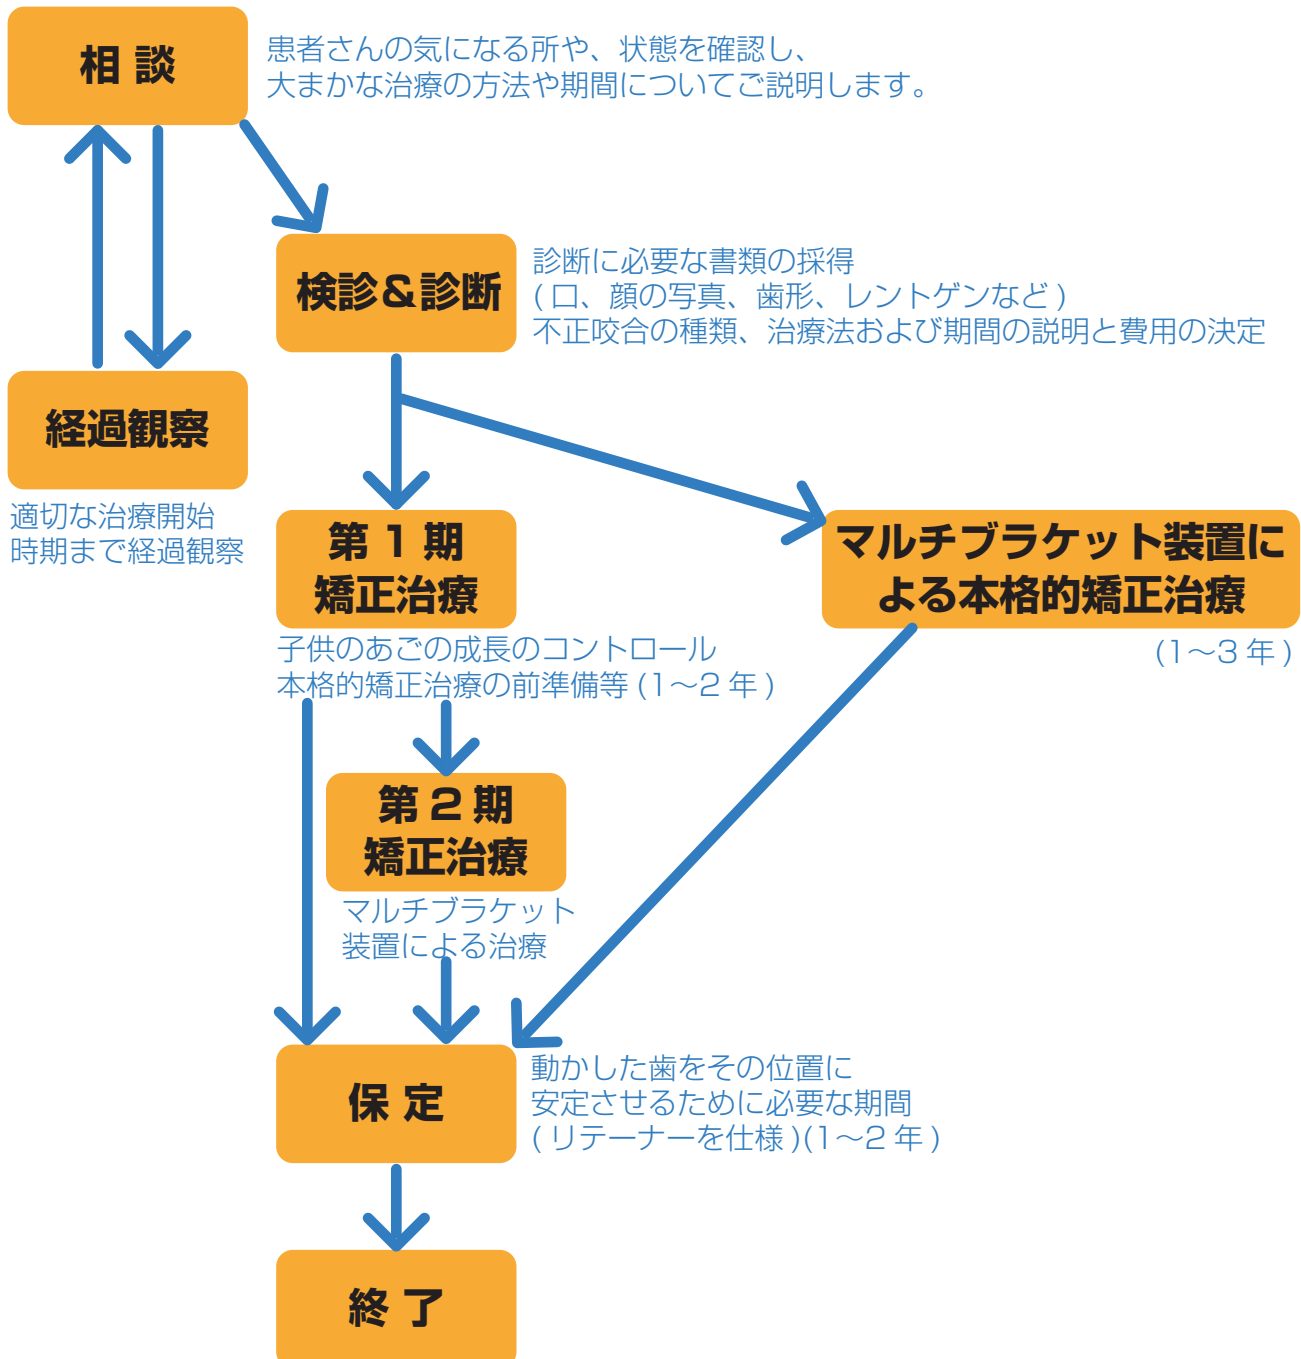 相 談
患者さんの気になる所や、状態を確認し、
大まかな治療の方法や期間についてご説明します。
検診＆診断
診断に必要な書類の採得
( 口、顔の写真、歯形、レントゲンなど )
不正咬合の種類、治療法および期間の説明と費用の決定
経過観察
適切な治療開始
時期まで経過観察
第 1 期
矯正治療
子供のあごの成長のコントロール
本格的矯正治療の前準備等 (1〜2 年 )
マルチブラケット装置に
よる本格的矯正治療
(1〜3 年 )
第 2 期
矯正治療
マルチブラケット
装置による治療
保 定
動かした歯をその位置に
安定させるために必要な期間
( リテーナーを仕様 )(1〜2 年 )
終 了